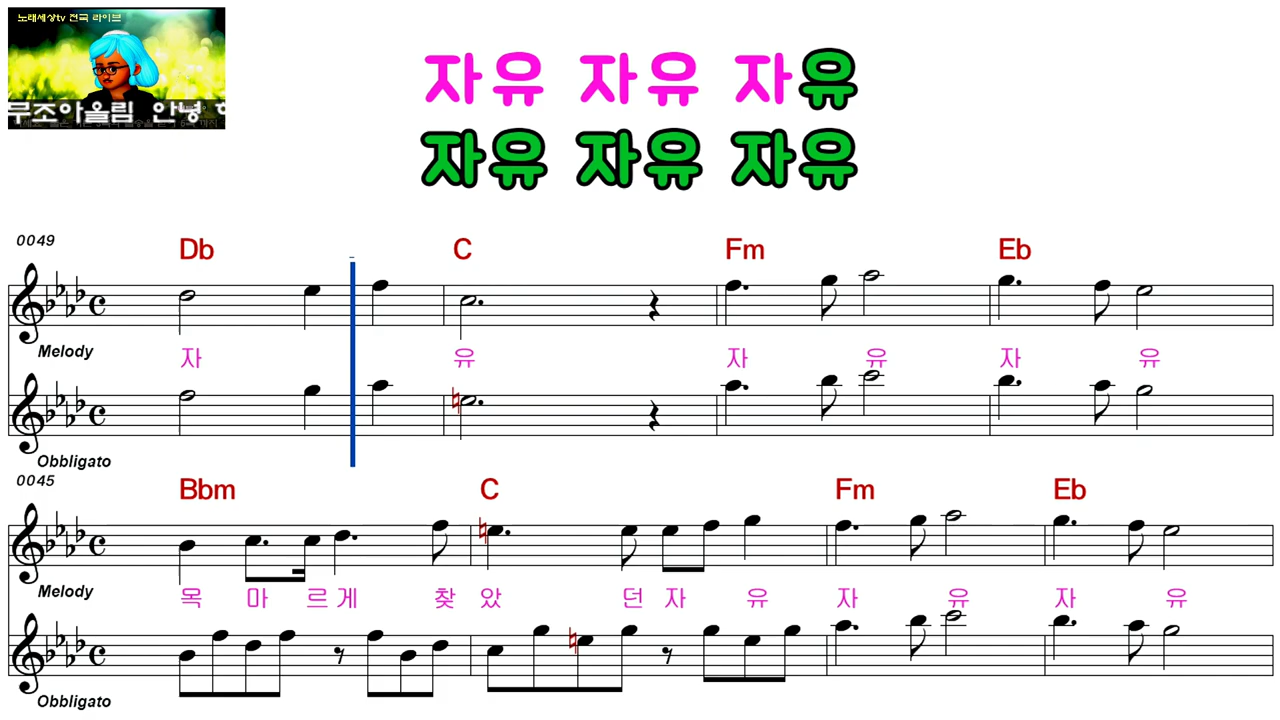 노래세상tv 전국 라이브
무조아울림 안녕
자유 자유 자유
자유 자유 자유
0049
Db C Fm Eb
Melody
자 유 자 유 자 유
Obbligato
0045
Bbm C Fm Eb
Melody
목 마 르 게 찾 았 던 자 유 자 유 자 유
Obbligato